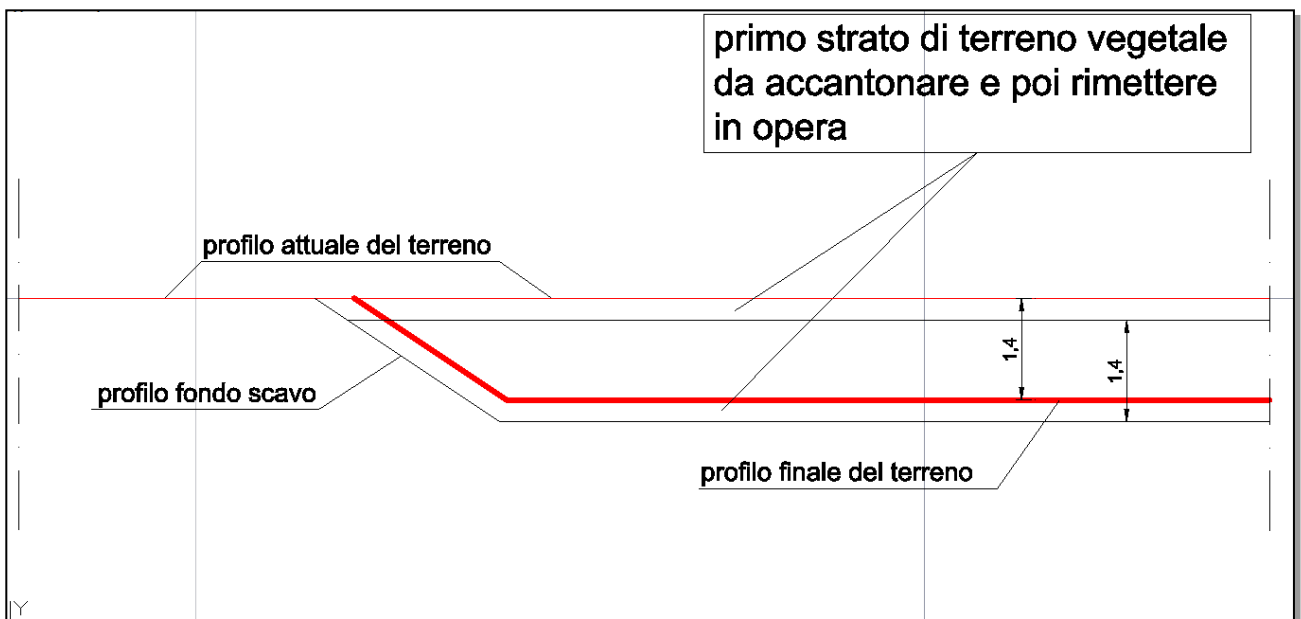 primo strato di terreno vegetale
da accantonare e poi rimettere
in opera
profilo attuale del terreno
1,4
1,4
profilo fondo scavo
profilo finale del terreno
Y